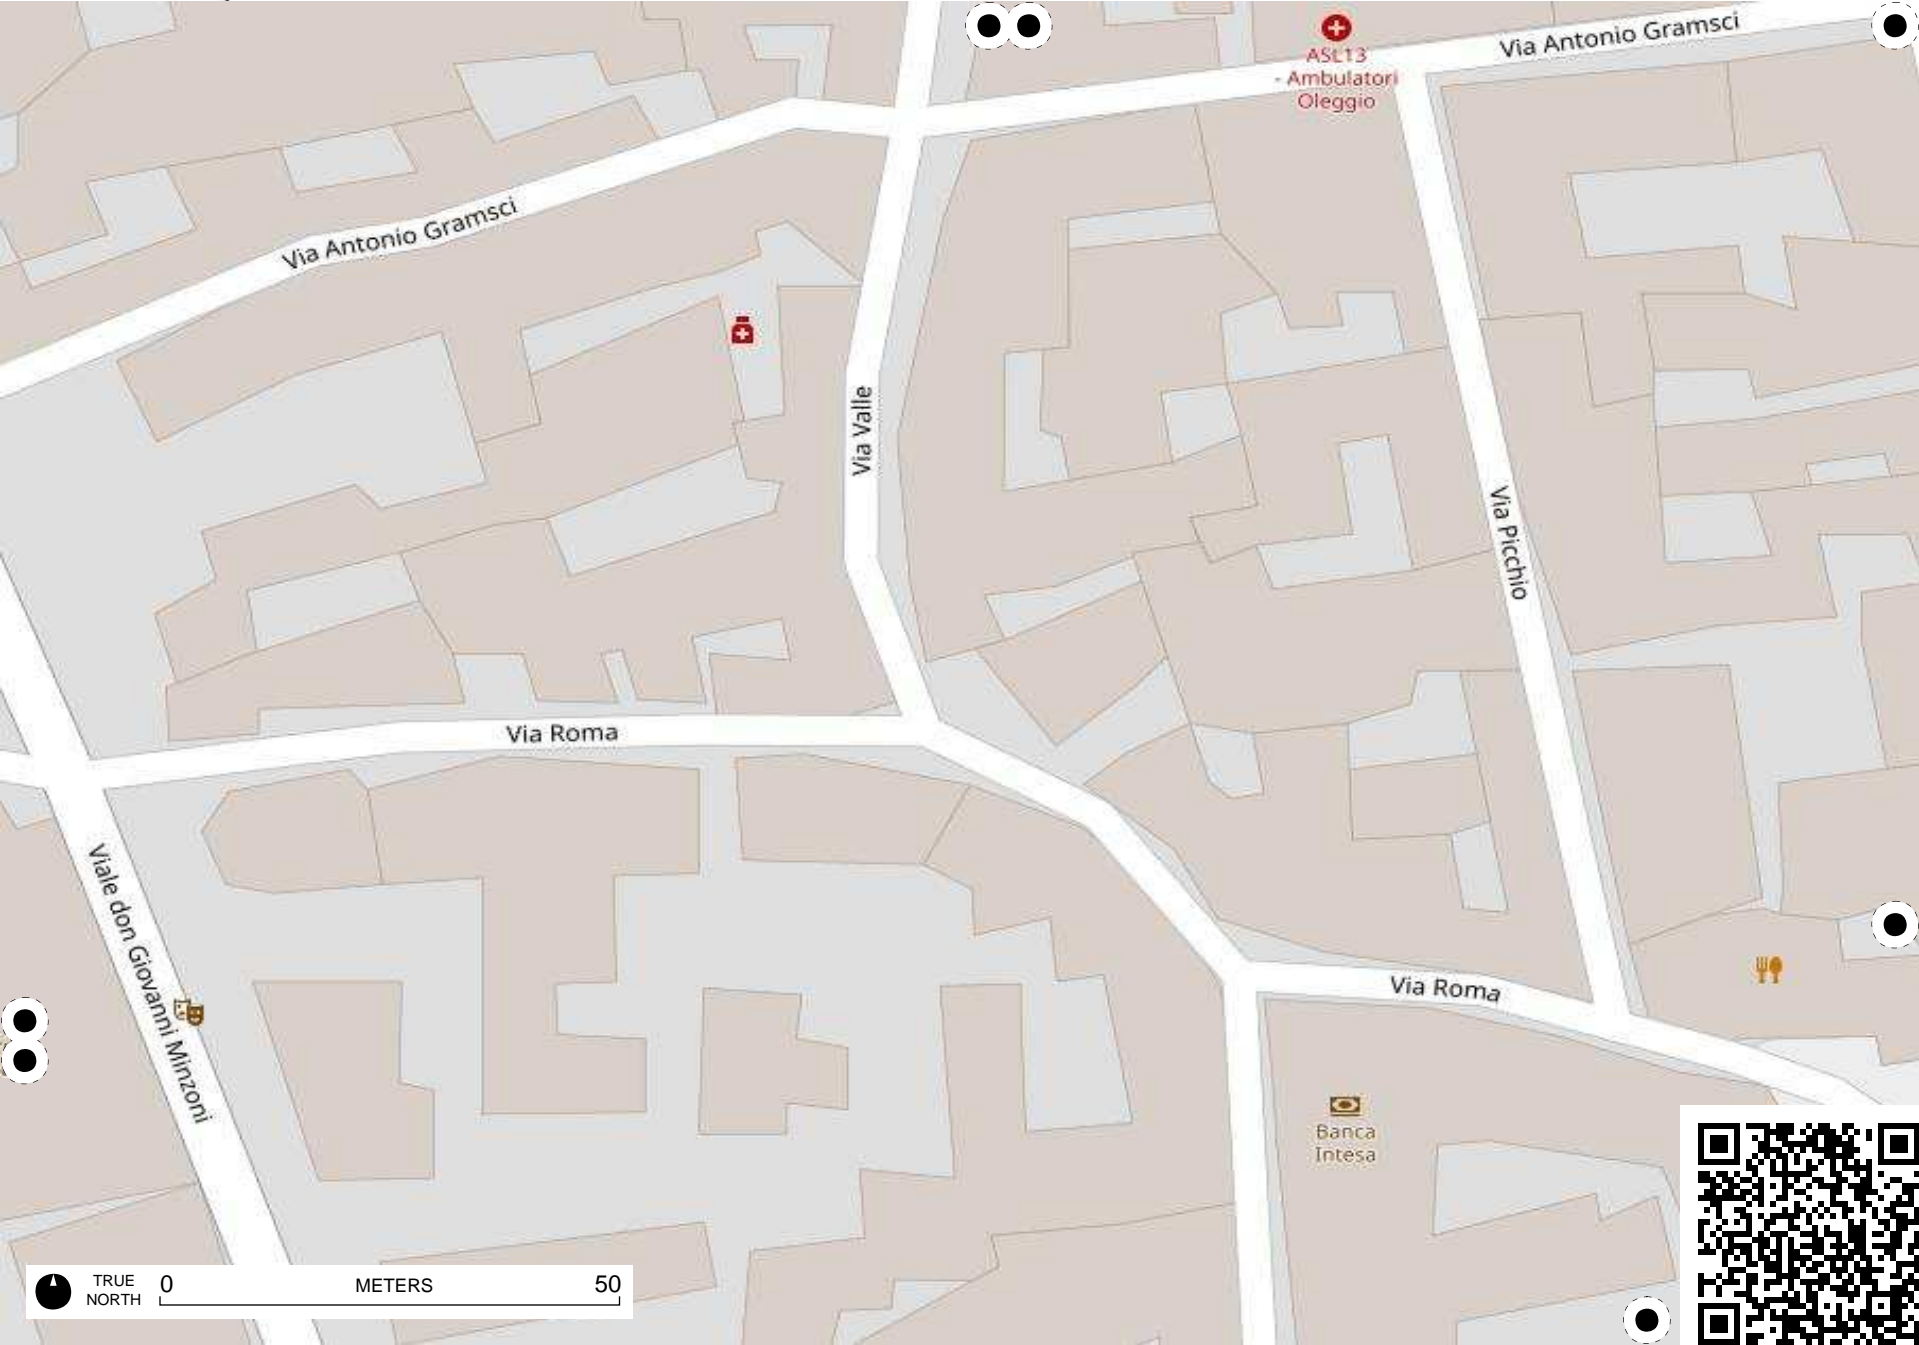 Via Antonio Gramsci
ASL13
- Ambulatori
Oleggio
Via Antonio Gramsci
Via Valle
Via Picchio
Via Roma
Viale don Giovanni Minzoni
Via Roma
Banca
Intesa
TRUE
NORTH
0 METERS 50